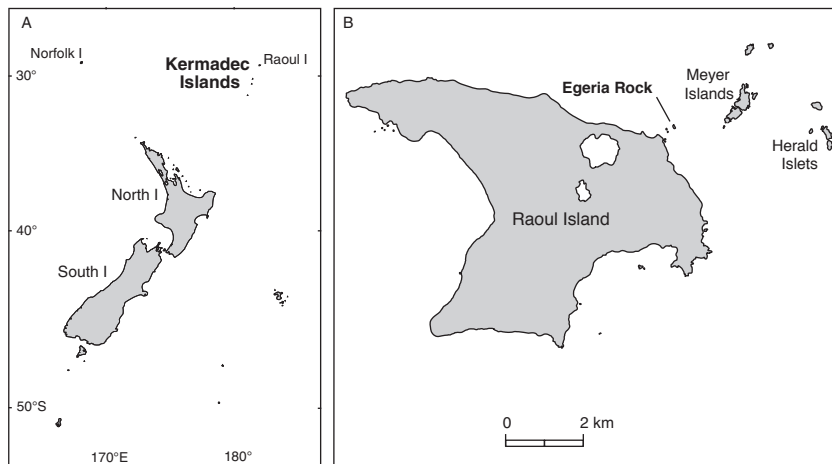 A
Norfolk I
Kermadec
Islands
Raoul I
30°
North I
40°
South I
50°S
170°E
180°
B
Egeria Rock
Meyer
Islands
Herald
Islets
Raoul Island
0
2 km